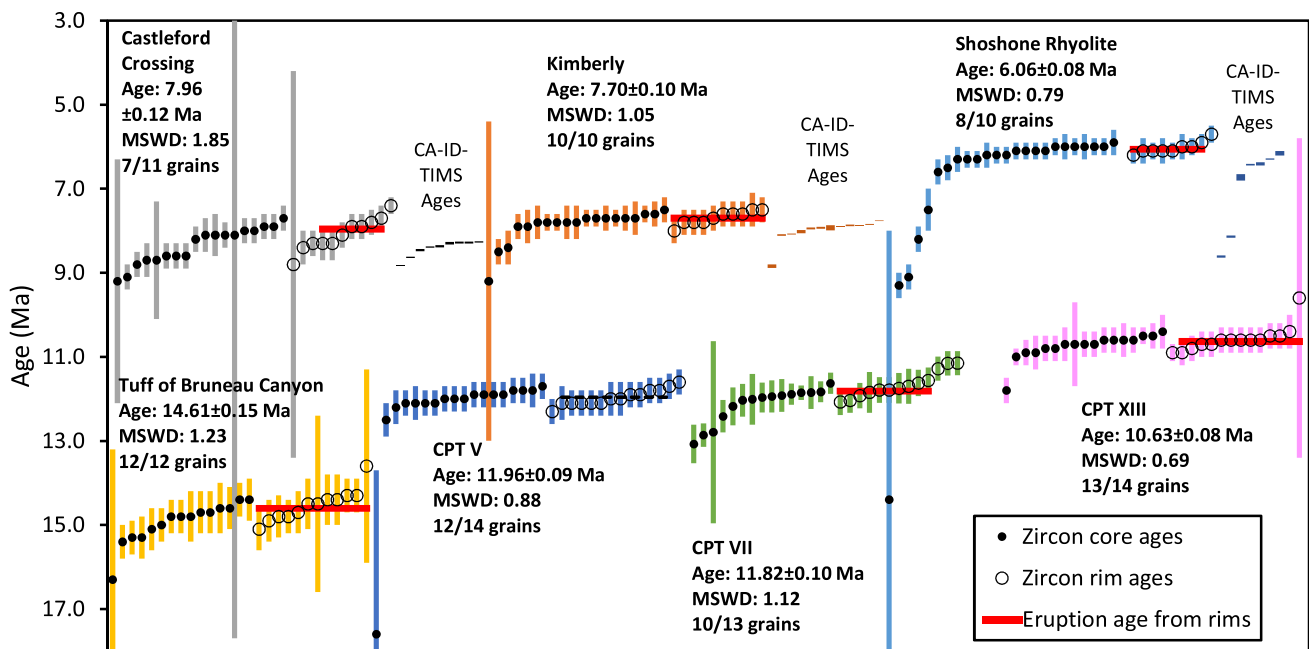 Age (Ma)
3.0
5.0
7.0
9.0
11.0
13.0
15.0
17.0
Castleford
Crossing
Age: 7.96
±0.12 Ma
MSWD: 1.85
7/11 grains
CA-ID-
TIMS
Ages
Kimberly
Age: 7.70±0.10 Ma
MSWD: 1.05
10/10 grains
CA-ID-
TIMS
Ages
Shoshone Rhyolite
Age: 6.06±0.08 Ma
MSWD: 0.79
8/10 grains
CA-ID-
TIMS
Ages
Tuff of Bruneau Canyon
Age: 14.61±0.15 Ma
MSWD: 1.23
12/12 grains
CPT V
Age: 11.96±0.09 Ma
MSWD: 0.88
12/14 grains
CPT VII
Age: 11.82±0.10 Ma
MSWD: 1.12
10/13 grains
CPT XIII
Age: 10.63±0.08 Ma
MSWD: 0.69
13/14 grains
Zircon core ages
Zircon rim ages
Eruption age from rims